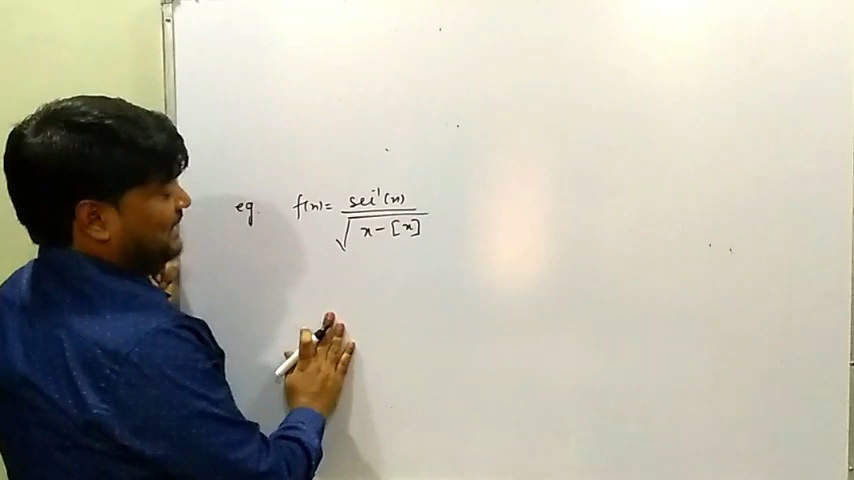 eg. f(x) = sec⁻¹(x) / √(x - [x])